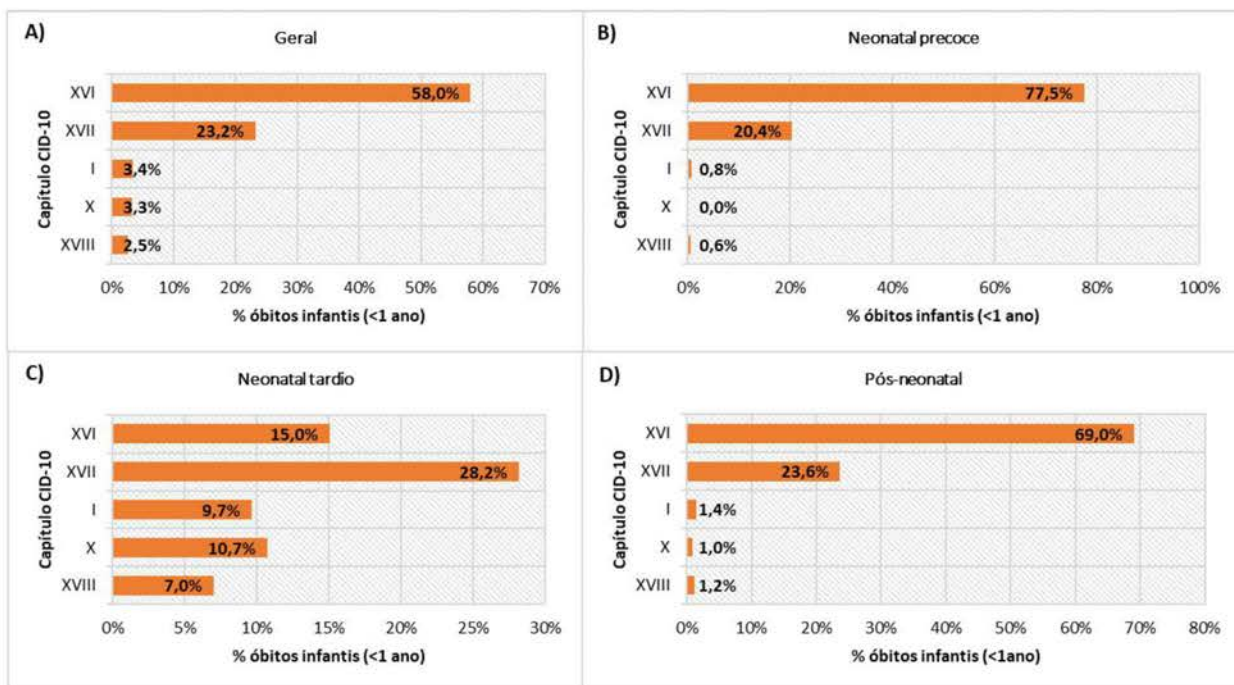 A)
Geral
Capítulo CID-10
XVI
58,0%
XVII
23,2%
I
3,4%
X
3,3%
XVIII
2,5%
0% 10% 20% 30% 40% 50% 60% 70%
% óbitos infantis (<1 ano)
B)
Neonatal precoce
Capítulo CID-10
XVI
77,5%
XVII
20,4%
I
0,8%
X
0,0%
XVIII
0,6%
0% 20% 40% 60% 80% 100%
% óbitos infantis (<1 ano)
C)
Neonatal tardio
Capítulo CID-10
XVI
15,0%
XVII
28,2%
I
9,7%
X
10,7%
XVIII
7,0%
0% 5% 10% 15% 20% 25% 30%
% óbitos infantis (<1 ano)
D)
Pós-neonatal
Capítulo CID-10
XVI
69,0%
XVII
23,6%
I
1,4%
X
1,0%
XVIII
1,2%
0% 10% 20% 30% 40% 50% 60% 70% 80%
% óbitos infantis (<1ano)